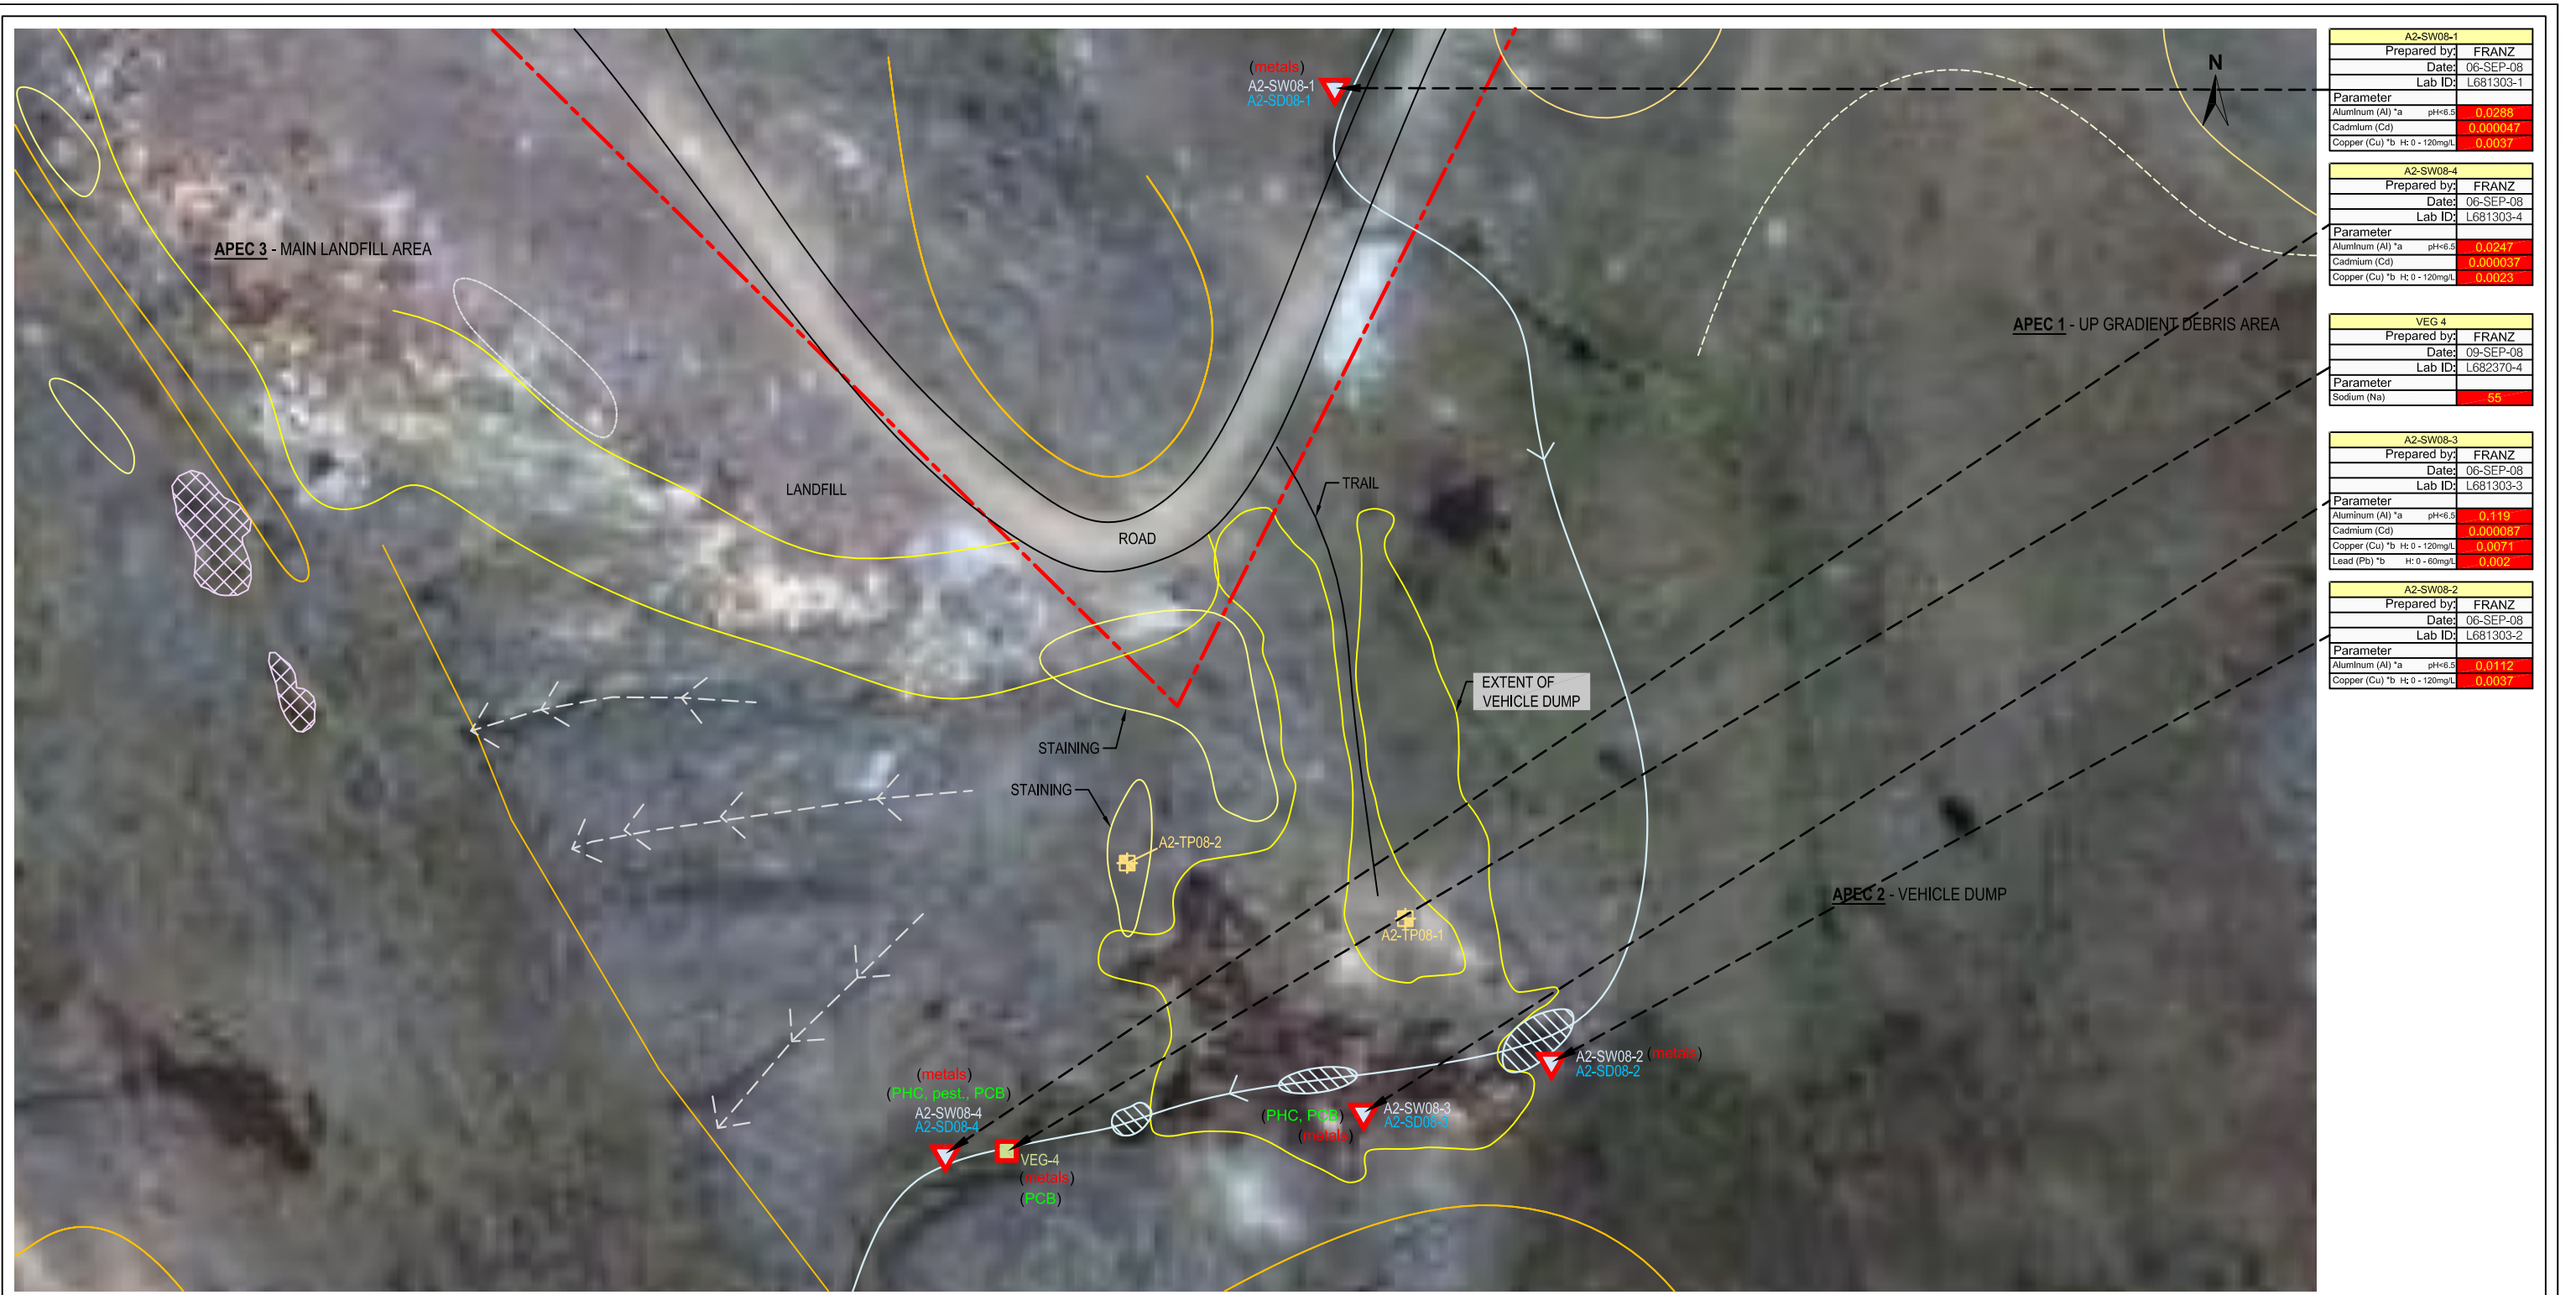 (metals)
A2-SW08-1
A2-SD08-1
N
APEC 3 - MAIN LANDFILL AREA
APEC 1 - UP GRADIENT DEBRIS AREA
LANDFILL
TRAIL
ROAD
EXTENT OF
VEHICLE DUMP
STAINING
STAINING
A2-TP08-2
APEC 2 - VEHICLE DUMP
A2-TP08-1
A2-SW08-2 (metals)
A2-SD08-2
(metals)
(PHC, pest., PCB)
A2-SW08-4
A2-SD08-4
(PHC, PCB)
(metals)
A2-SW08-3
A2-SD08-3
VEG-4
(metals)
(PCB)
A2-SW08-1
Prepared by: FRANZ
Date: 06-SEP-08
Lab ID: L681303-1
Parameter
Aluminum (Al) *a pH<6.5 0.0288
Cadmium (Cd) 0.000047
Copper (Cu) *b H: 0 - 120mg/L 0.0037
A2-SW08-4
Prepared by: FRANZ
Date: 06-SEP-08
Lab ID: L681303-4
Parameter
Aluminum (Al) *a pH<6.5 0.0247
Cadmium (Cd) 0.000037
Copper (Cu) *b H: 0 - 120mg/L 0.0023
VEG 4
Prepared by: FRANZ
Date: 09-SEP-08
Lab ID: L682370-4
Parameter
Sodium (Na) 55
A2-SW08-3
Prepared by: FRANZ
Date: 06-SEP-08
Lab ID: L681303-3
Parameter
Aluminum (Al) *a pH<6.5 0.119
Cadmium (Cd) 0.000087
Copper (Cu) *b H: 0 - 120mg/L 0.0071
Lead (Pb) *b H: 0 - 60mg/L 0.002
A2-SW08-2
Prepared by: FRANZ
Date: 06-SEP-08
Lab ID: L681303-2
Parameter
Aluminum (Al) *a pH<6.5 0.0112
Copper (Cu) *b H: 0 - 120mg/L 0.0037